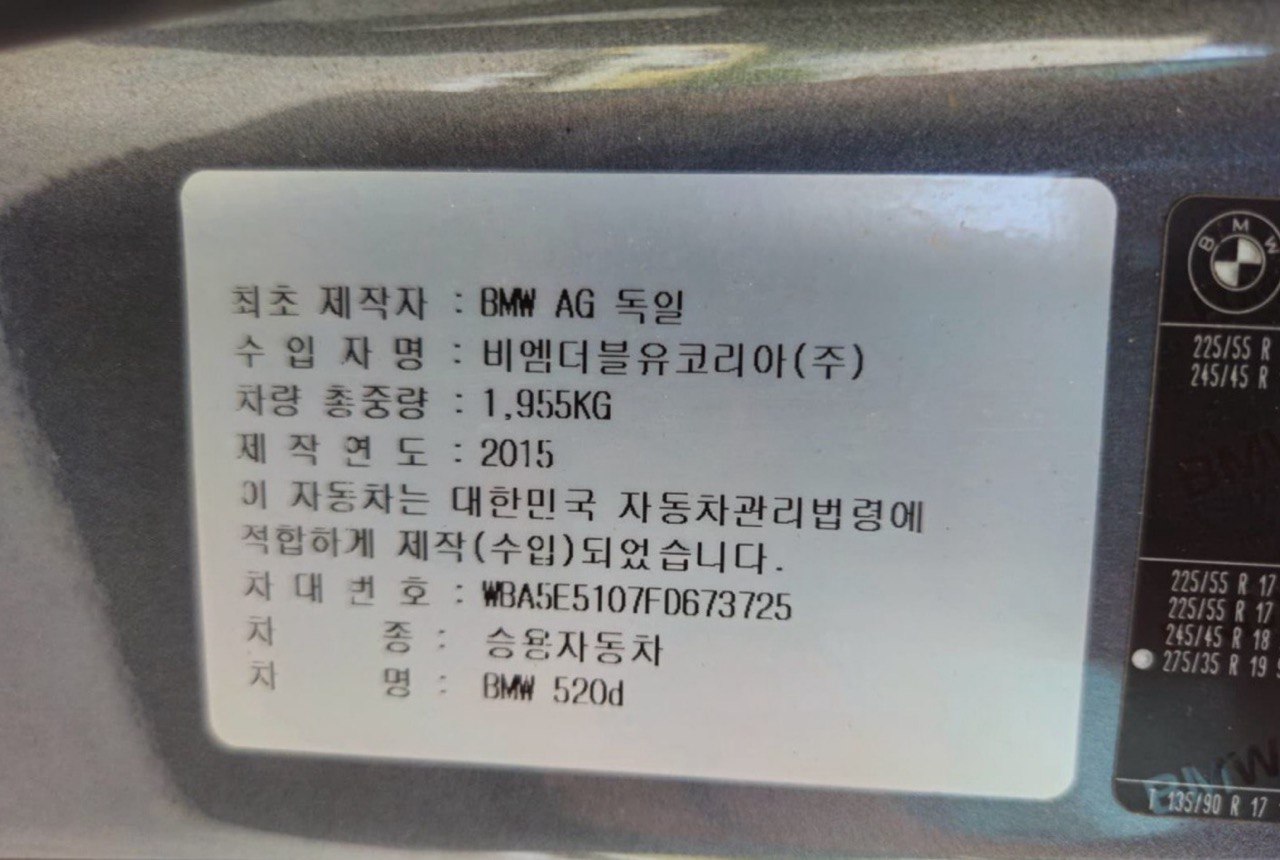 최초 제작자 : BMW AG 독일
수 입 자 명 : 비엠더블유코리아(주)
차량 총중량 : 1,955KG
제 작 연 도 : 2015
이 자동차는 대한민국 자동차관리법령에
적합하게 제작(수입)되었습니다.
차 대 번 호 : WBA5E5107FD673725
차 종 : 승용자동차
차 명 : BMW 520d
BMW
225/55 R
245/45 R
225/55 R 17
225/55 R 17
245/45 R 18
275/35 R 19
BMW
T 135/90 R 17